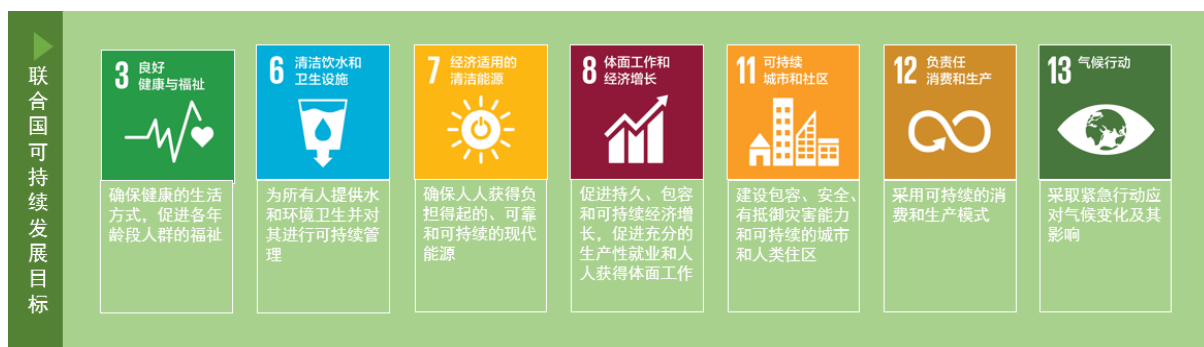 联合国可持续发展目标
3 良好
健康与福祉
确保健康的生活
方式，促进各年
龄段人群的福祉
6 清洁饮水和
卫生设施
为所有人提供水
和环境卫生并对
其进行可持续管
理
7 经济适用的
清洁能源
确保人人获得负
担得起的、可靠
和可持续的现代
能源
8 体面工作和
经济增长
促进持久、包容
和可持续经济增
长，促进充分的
生产性就业和人
人获得体面工作
11 可持续
城市和社区
建设包容、安全、
有抵御灾害能力
和可持续的城市
和人类住区
12 负责任
消费和生产
采用可持续的消
费和生产模式
13 气候行动
采取紧急行动应
对气候变化及其
影响